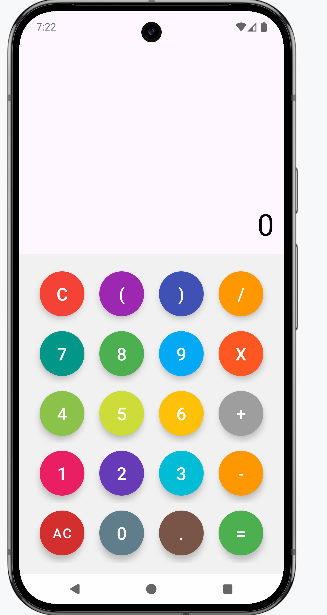 7:22
0
C ( ) /
7 8 9 X
4 5 6 +
1 2 3 -
AC 0 . =